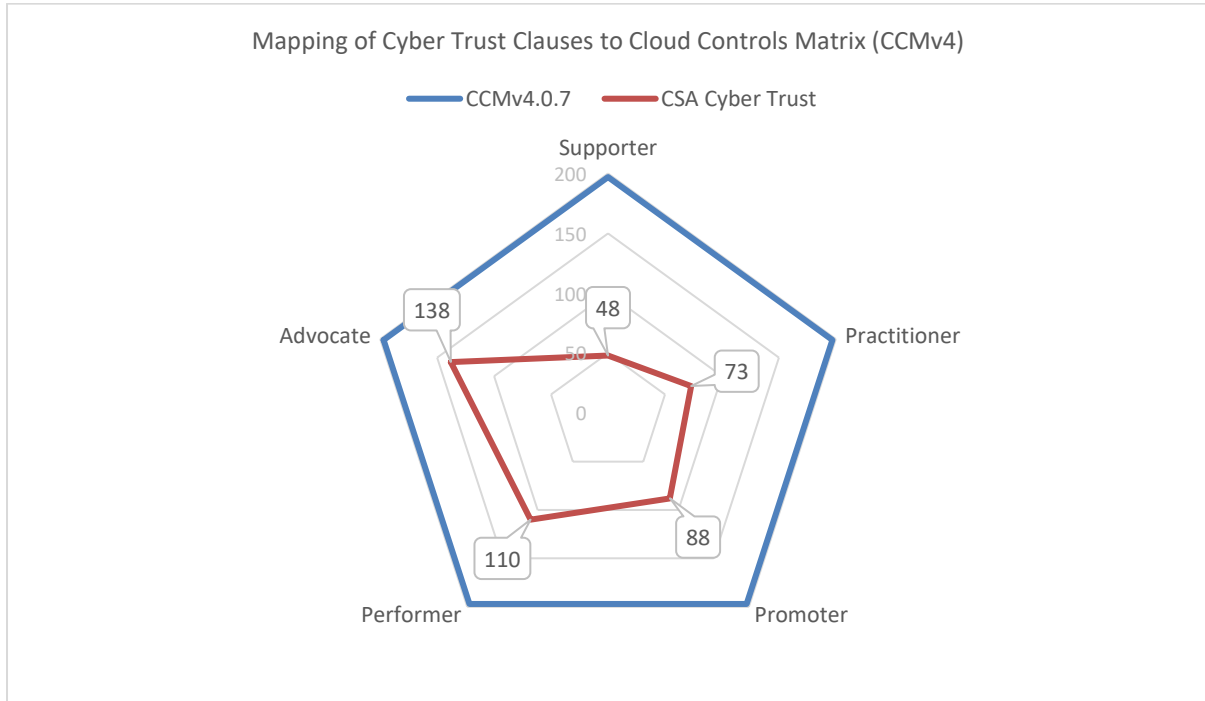 Mapping of Cyber Trust Clauses to Cloud Controls Matrix (CCMv4)
CCMv4.0.7 CSA Cyber Trust
Supporter
200
150
100
50
0
48
138
73
88
110
Advocate
Practitioner
Performer
Promoter